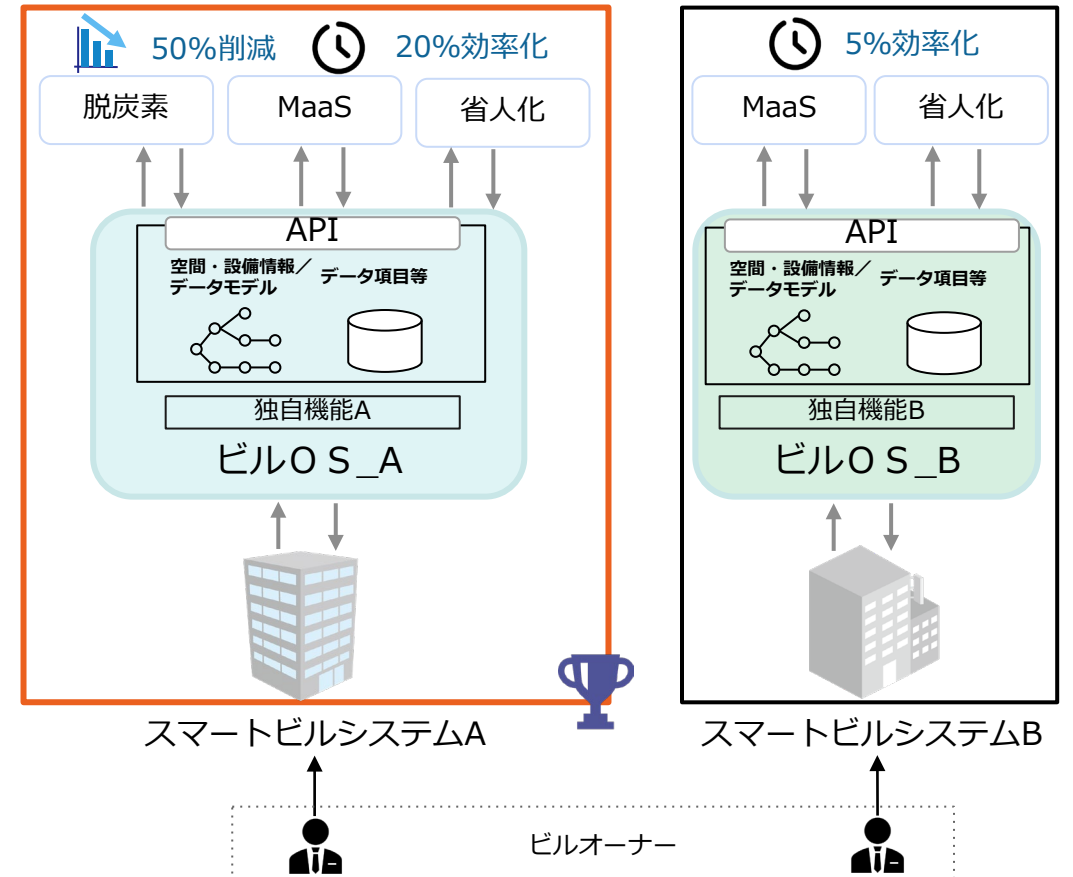 50%削減
20%効率化
脱炭素
MaaS
省人化
API
空間・設備情報／
データモデル
データ項目等
独自機能A
ビルOS_A
スマートビルシステムA
5%効率化
MaaS
省人化
API
空間・設備情報／
データモデル
データ項目等
独自機能B
ビルOS_B
スマートビルシステムB
ビルオーナー